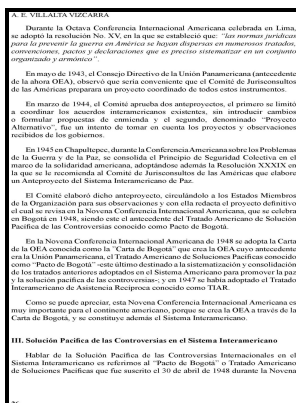 A. E. VILLALTA VIZCARRA
Durante la Octava Conferencia Internacional Americana celebrada en Lima,
se adoptó la resolución No. XV, en la que se estableció que: "las normas jurídicas
para la prevenir la guerra en América se hayan dispersas en numerosos tratados,
convenciones, pactos y declaraciones que es preciso sistematizar en un conjunto
organizado y armónico".
En mayo de 1943, el Consejo Directivo de la Unión Panamericana (antecedente
de la ahora OEA), observó que sería conveniente que el Comité de Jurisconsultos
de las Américas preparara un proyecto coordinado de todos estos instrumentos.
En marzo de 1944, el Comité aprueba dos anteproyectos, el primero se limitó
a coordinar los acuerdos interamericanos existentes, sin introducir cambios
o formular propuestas de enmienda y el segundo, denominado "Proyecto
Alternativo", fue un intento de tomar en cuenta los proyectos y observaciones
recibidos de los gobiernos.
En 1945 en Chapultepec, durante la Conferencia Americana sobre los Problemas
de la Guerra y de la Paz, se consolida el Principio de Seguridad Colectiva en el
marco de la solidaridad americana, adoptándose además la Resolución XXXIX en
la que se le recomienda al Comité de Jurisconsultos de las Américas que elabore
un Anteproyecto del Sistema Interamericano de Paz.
El Comité elaboró dicho anteproyecto, circulándolo a los Estados Miembros
de la Organización para sus observaciones y con ella redacta el proyecto definitivo
el cual se revisa en la Novena Conferencia Internacional Americana, que se celebra
en Bogotá en 1948, siendo este el antecedente del Tratado Americano de Solución
Pacífica de las Controversias conocido como Pacto de Bogotá.
En la Novena Conferencia Internacional Americana de 1948 se adopta la Carta
de la OEA conocida como la "Carta de Bogotá" que crea la OEA cuyo antecedente
era la Unión Panamericana, el Tratado Americano de Soluciones Pacíficas conocido
como "Pacto de Bogotá" –este último destinado a la sistematización y consolidación
de los tratados anteriores adoptados en el Sistema Americano para promover la paz
y la solución pacífica de las controversias-; y en 1947 se había adoptado el Tratado
Interamericano de Asistencia Recíproca conocido como TIAR.
Como se puede apreciar, esta Novena Conferencia Internacional Americana es
muy importante para el continente americano, porque se crea la OEA a través de la
Carta de Bogotá, y se constituye además el Sistema Interamericano.
III. Solución Pacífica de las Controversias en el Sistema Interamericano
Hablar de la Solución Pacífica de las Controversias Internacionales en el
Sistema Interamericano es referirnos al "Pacto de Bogotá" o Tratado Americano
de Soluciones Pacíficas que fue suscrito el 30 de abril de 1948 durante la Novena